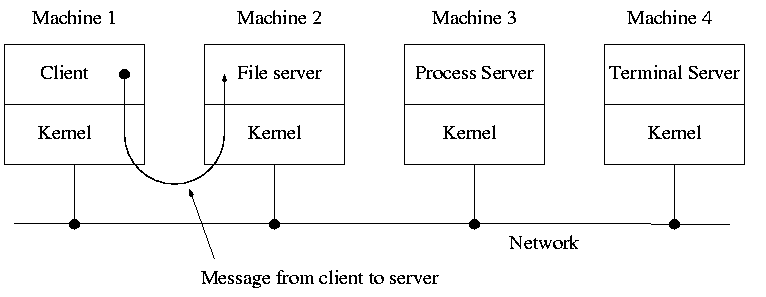 Machine 1
Machine 2
Machine 3
Machine 4
Client
File server
Process Server
Terminal Server
Kernel
Kernel
Kernel
Kernel
Network
Message from client to server